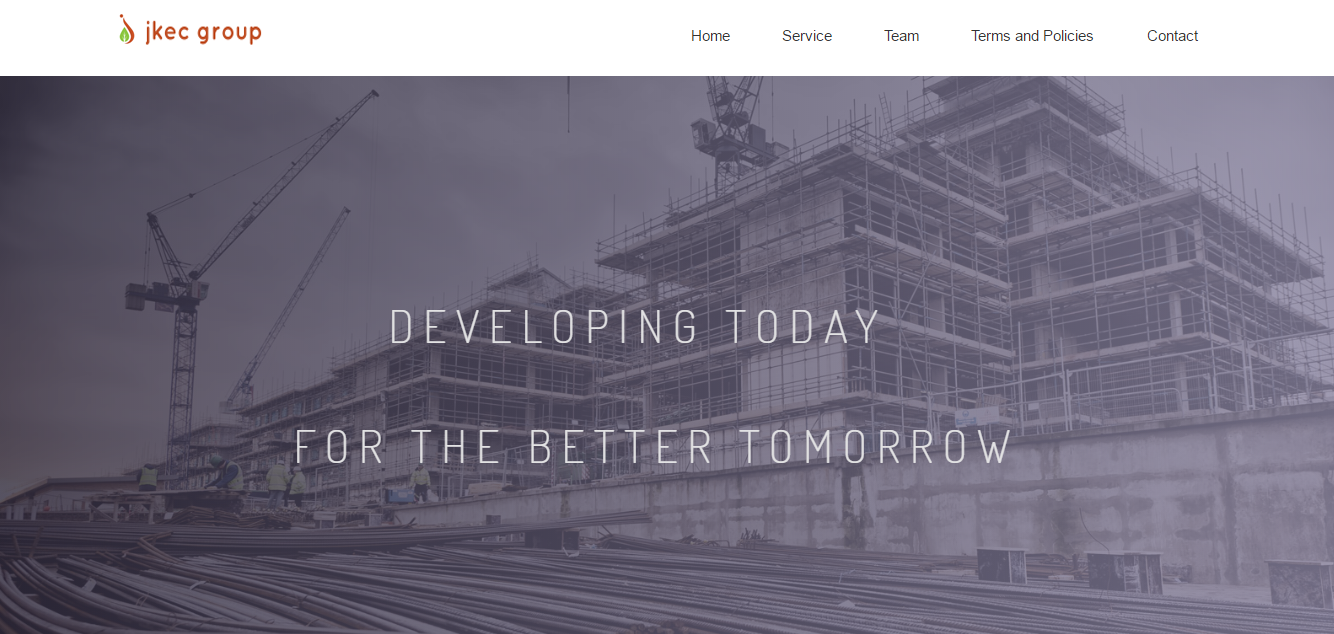 jkec group
Home Service Team Terms and Policies Contact
DEVELOPING TODAY
FOR THE BETTER TOMORROW